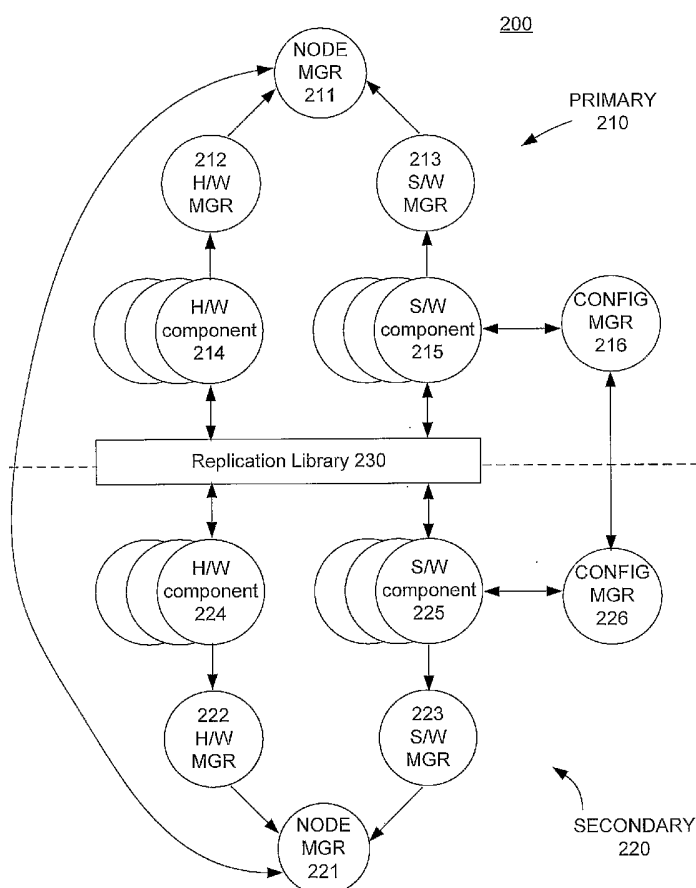 200
NODE
MGR
211
PRIMARY
210
212
H/W
MGR
213
S/W
MGR
H/W
component
214
S/W
component
215
CONFIG
MGR
216
Replication Library 230
H/W
component
224
S/W
component
225
CONFIG
MGR
226
222
H/W
MGR
223
S/W
MGR
NODE
MGR
221
SECONDARY
220